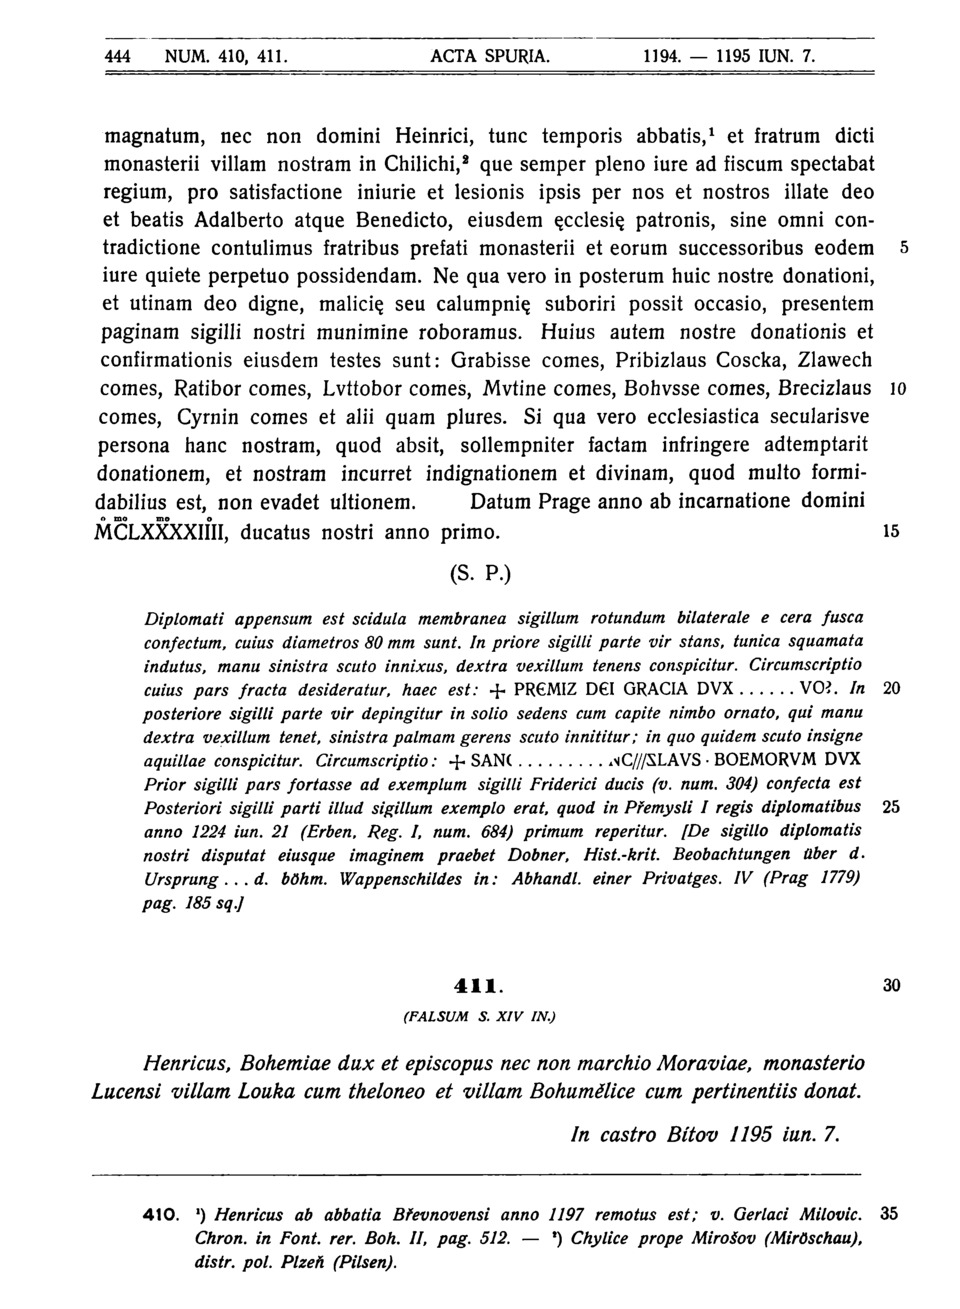 444 NUM. 410, 411. ACTA SPURIA. 1194. — 1195 IUN. 7.
magnatum, nec non domini Heinrici, tunc temporis abbatis,¹ et fratrum dicti
monasterii villam nostram in Chilichi,² que semper pleno iure ad fiscum spectabat
regium, pro satisfactione iniurie et lesionis ipsis per nos et nostros illate deo
et beatis Adalberto atque Benedicto, eiusdem ęcclesię patronis, sine omni con-
tradictione contulimus fratribus prefati monasterii et eorum successoribus eodem 5
iure quiete perpetuo possidendam. Ne qua vero in posterum huic nostre donationi,
et utinam deo digne, malicię seu calumpnię suboriri possit occasio, presentem
paginam sigilli nostri munimine roboramus. Huius autem nostre donationis et
confirmationis eiusdem testes sunt: Grabisse comes, Pribizlaus Coscka, Zlawech
comes, Ratibor comes, Lvttobor comes, Mvtine comes, Bohvsse comes, Brecizlaus 10
comes, Cyrnin comes et alii quam plures. Si qua vero ecclesiastica secularisve
persona hanc nostram, quod absit, sollempniter factam infringere adtemptarit
donationem, et nostram incurret indignationem et divinam, quod multo formi-
dabilius est, non evadet ultionem. Datum Prage anno ab incarnatione domini
M̊C̊ᵐᵒLXXXXᵐᵒIIII̊, ducatus nostri anno primo. 15
(S. P.)
Diplomati appensum est scidula membranea sigillum rotundum bilaterale e cera fusca
confectum, cuius diametros 80 mm sunt. In priore sigilli parte vir stans, tunica squamata
indutus, manu sinistra scuto innixus, dextra vexillum tenens conspicitur. Circumscriptio
cuius pars fracta desideratur, haec est: + PRЄMIZ DЄI GRACIA DVX ...... VO?. In 20
posteriore sigilli parte vir depingitur in solio sedens cum capite nimbo ornato, qui manu
dextra vexillum tenet, sinistra palmam gerens scuto innititur; in quo quidem scuto insigne
aquillae conspicitur. Circumscriptio: + SAN .......... C///SLAVS · BOEMORVM DVX
Prior sigilli pars fortasse ad exemplum sigilli Friderici ducis (v. num. 304) confecta est
Posteriori sigilli parti illud sigillum exemplo erat, quod in Přemysli I regis diplomatibus 25
anno 1224 iun. 21 (Erben, Reg. I, num. 684) primum reperitur. [De sigillo diplomatis
nostri disputat eiusque imaginem praebet Dobner, Hist.-krit. Beobachtungen über d.
Ursprung ... d. böhm. Wappenschildes in: Abhandl. einer Privatges. IV (Prag 1779)
pag. 185 sq.]
411. 30
(FALSUM S. XIV IN.)
Henricus, Bohemiae dux et episcopus nec non marchio Moraviae, monasterio
Lucensi villam Louka cum theloneo et villam Bohumělice cum pertinentiis donat.
In castro Bítov 1195 iun. 7.
410. ¹) Henricus ab abbatia Břevnovensi anno 1197 remotus est; v. Gerlaci Milovic. 35
Chron. in Font. rer. Boh. II, pag. 512. — ²) Chylice prope Mirošov (Miröschau),
distr. pol. Plzeň (Pilsen).